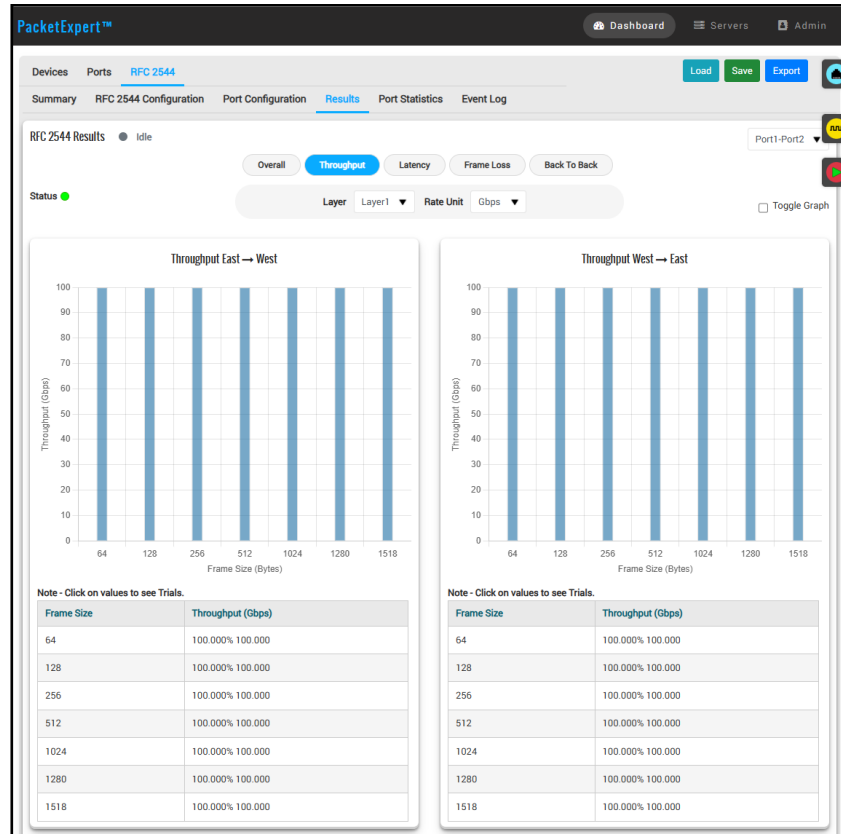 PacketExpert™ Dashboard Servers Admin
Devices Ports RFC 2544 Load Save Export
Summary RFC 2544 Configuration Port Configuration Results Port Statistics Event Log
RFC 2544 Results Idle Port1-Port2
Overall Throughput Latency Frame Loss Back To Back
Status Layer Layer1 Rate Unit Gbps Toggle Graph
Throughput East → West
100
90
80
70
60
50
40
30
20
10
0
Throughput (Gbps)
64 128 256 512 1024 1280 1518
Frame Size (Bytes)
Note - Click on values to see Trials.
Frame Size Throughput (Gbps)
64 100.000% 100.000
128 100.000% 100.000
256 100.000% 100.000
512 100.000% 100.000
1024 100.000% 100.000
1280 100.000% 100.000
1518 100.000% 100.000
Throughput West → East
100
90
80
70
60
50
40
30
20
10
0
Throughput (Gbps)
64 128 256 512 1024 1280 1518
Frame Size (Bytes)
Note - Click on values to see Trials.
Frame Size Throughput (Gbps)
64 100.000% 100.000
128 100.000% 100.000
256 100.000% 100.000
512 100.000% 100.000
1024 100.000% 100.000
1280 100.000% 100.000
1518 100.000% 100.000